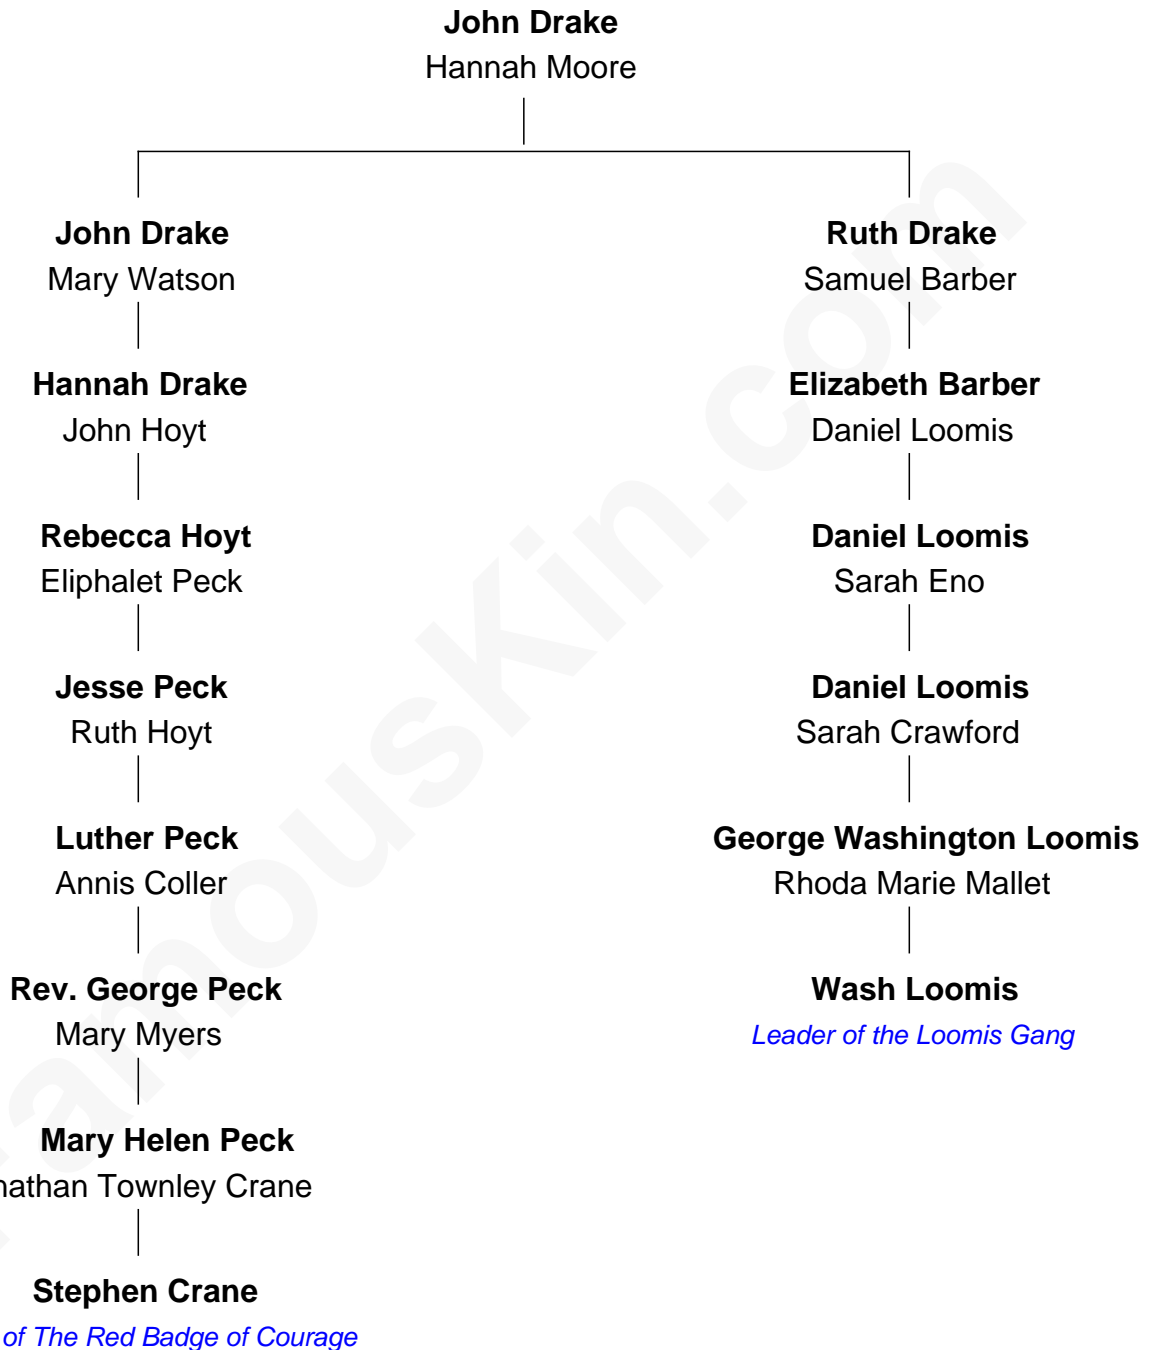 John Drake
Hannah Moore
John Drake
Mary Watson
Hannah Drake
John Hoyt
Rebecca Hoyt
Eliphalet Peck
Jesse Peck
Ruth Hoyt
Luther Peck
Annis Coller
Rev. George Peck
Mary Myers
Mary Helen Peck
nathan Townley Crane
Stephen Crane
of The Red Badge of Courage
Ruth Drake
Samuel Barber
Elizabeth Barber
Daniel Loomis
Daniel Loomis
Sarah Eno
Daniel Loomis
Sarah Crawford
George Washington Loomis
Rhoda Marie Mallet
Wash Loomis
Leader of the Loomis Gang
FamousKin.com